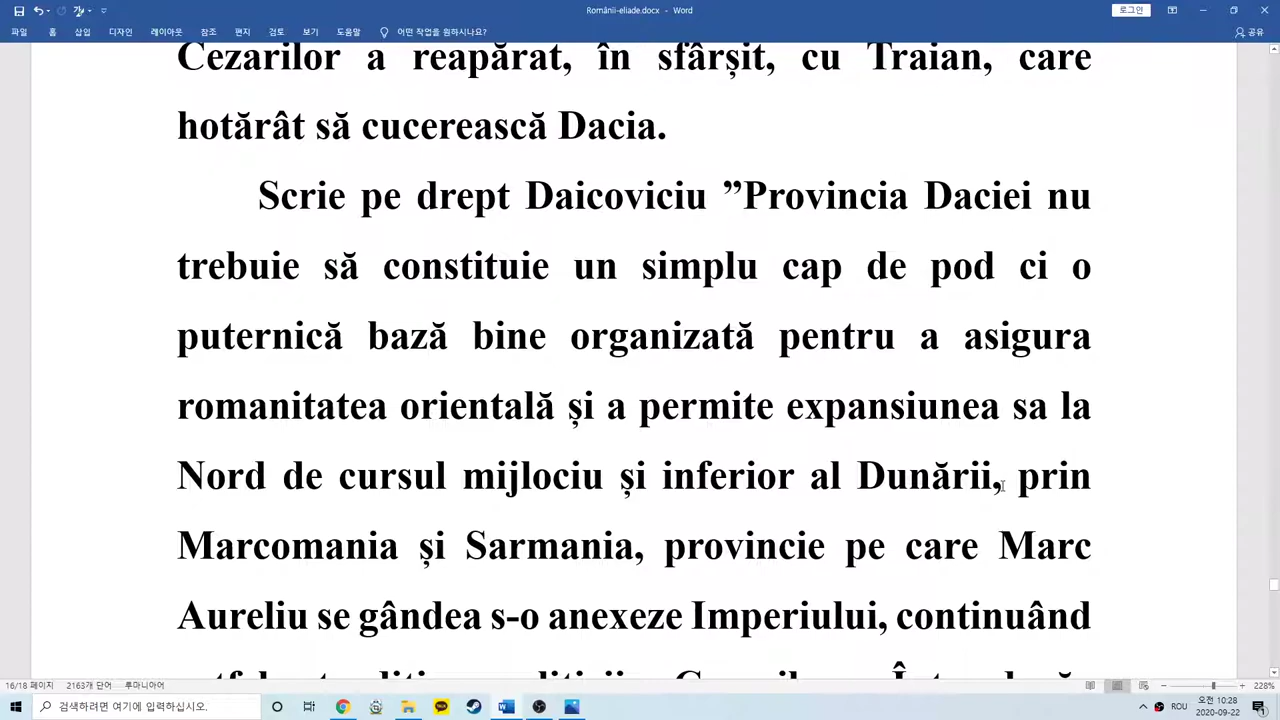 Românii-eliade.docx - Word
로그인
파일 홈 삽입 디자인 레이아웃 참조 편지 검토 보기 도움말 어떤 작업을 원하시나요? 공유
Cezarilor a reapărat, în sfârșit, cu Traian, care
hotărât să cucerească Dacia.
Scrie pe drept Daicoviciu ”Provincia Daciei nu
trebuie să constituie un simplu cap de pod ci o
puternică bază bine organizată pentru a asigura
romanitatea orientală și a permite expansiunea sa la
Nord de cursul mijlociu și inferior al Dunării, prin
Marcomania și Sarmania, provincie pe care Marc
Aureliu se gândea s-o anexeze Imperiului, continuând
16/18 페이지 2163개 단어 루마니아어 228%
검색하려면 여기에 입력하십시오. ROU 오전 10:28
2020-09-22